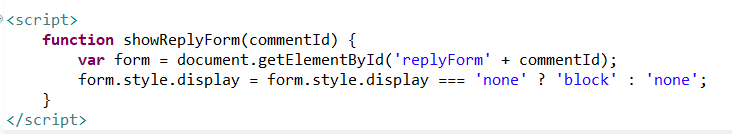 <script>
function showReplyForm(commentId) {
var form = document.getElementById('replyForm' + commentId);
form.style.display = form.style.display === 'none' ? 'block' : 'none';
}
</script>